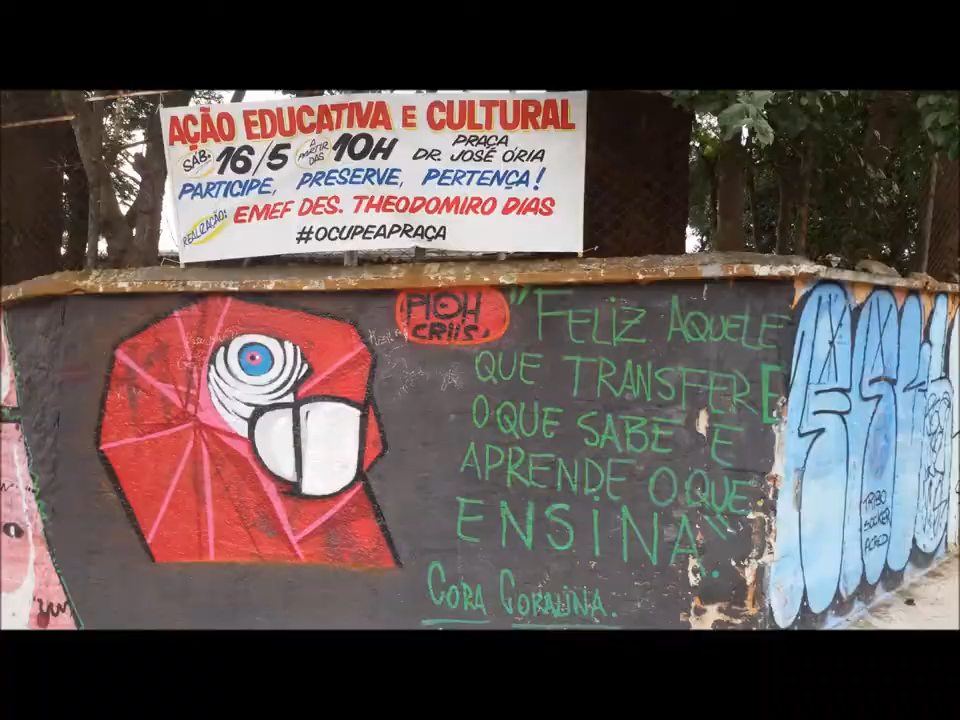 AÇÃO EDUCATIVA E CULTURAL
SÁB. 16/5 A PARTIR DAS 10H PRAÇA DR. JOSÉ ÓRIA
PARTICIPE, PRESERVE, PERTENÇA!
REALIZAÇÃO: EMEF DES. THEODOMIRO DIAS
#OCUPEAPRAÇA
PIOH
CRIIS.
"FELIZ AQUELE
QUE TRANSFERE
O QUE SABE E
APRENDE O QUE
ENSINA".
CORA CORALINA.